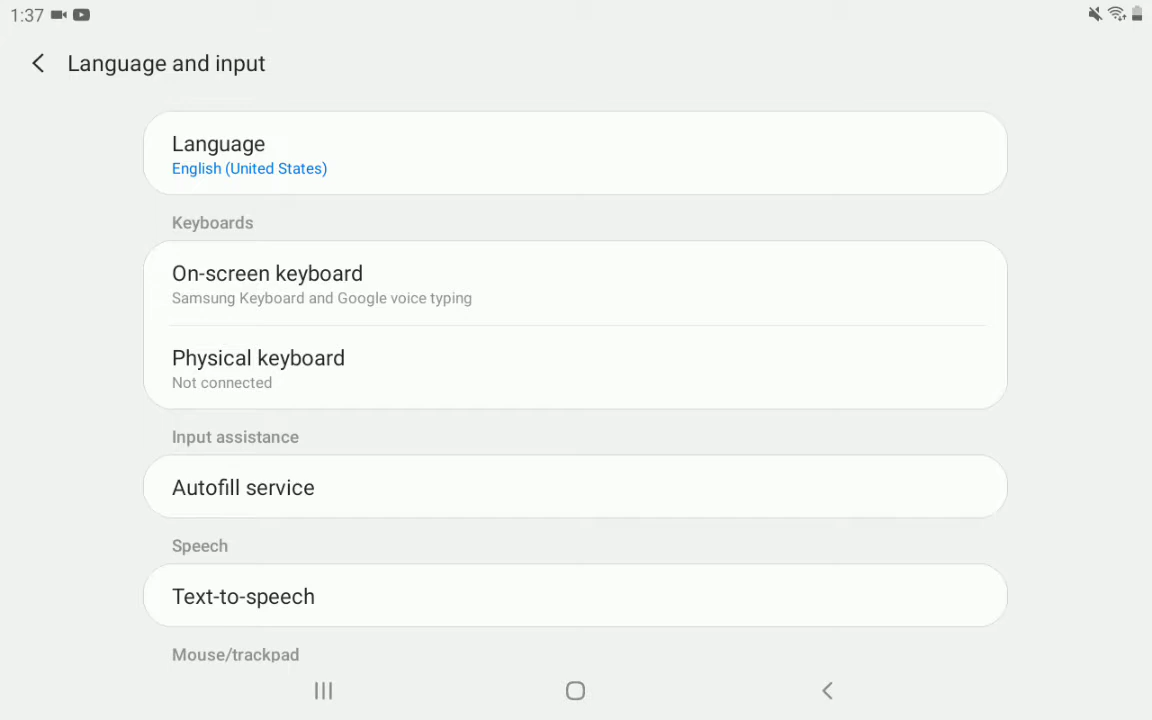 1:37
Language and input
Language
English (United States)
Keyboards
On-screen keyboard
Samsung Keyboard and Google voice typing
Physical keyboard
Not connected
Input assistance
Autofill service
Speech
Text-to-speech
Mouse/trackpad